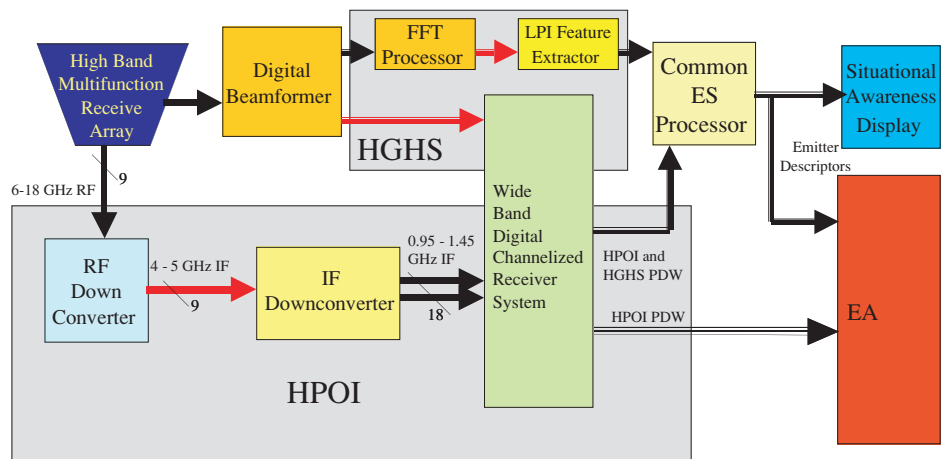 High Band
Multifunction
Receive
Array
Digital
Beamformer
FFT
Processor
LPI Feature
Extractor
HGHS
Common
ES
Processor
Situational
Awareness
Display
Emitter
Descriptors
9
6-18 GHz RF
RF
Down
Converter
4 - 5 GHz IF
9
IF
Downconverter
0.95 - 1.45
GHz IF
18
Wide
Band
Digital
Channelized
Receiver
System
HPOI and
HGHS PDW
HPOI PDW
EA
HPOI